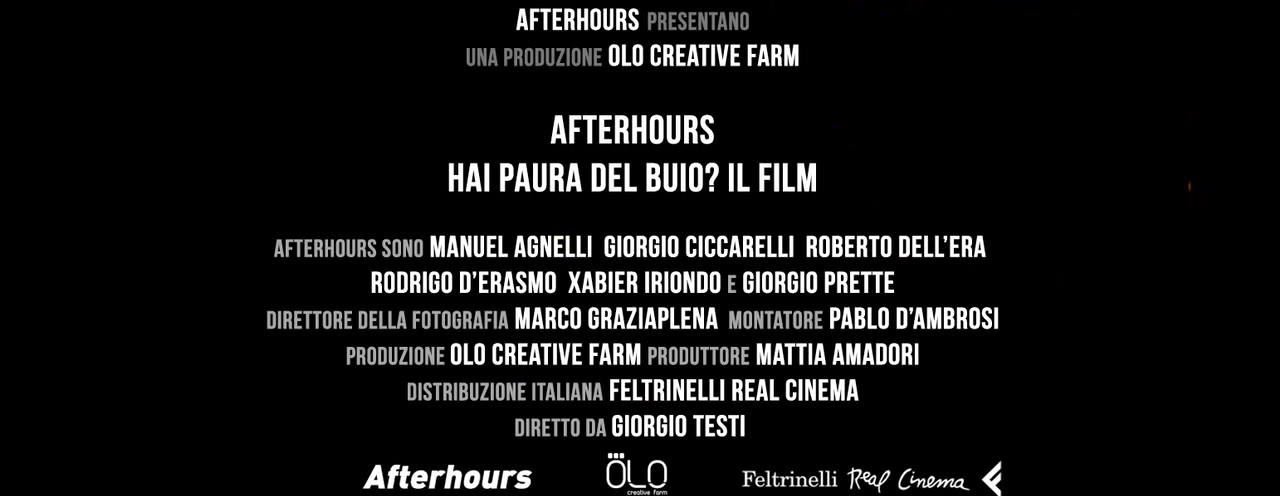 AFTERHOURS PRESENTANO
UNA PRODUZIONE OLO CREATIVE FARM
AFTERHOURS
HAI PAURA DEL BUIO? IL FILM
AFTERHOURS SONO MANUEL AGNELLI GIORGIO CICCARELLI ROBERTO DELL'ERA
RODRIGO D'ERASMO XABIER IRIONDO E GIORGIO PRETTE
DIRETTORE DELLA FOTOGRAFIA MARCO GRAZIAPLENA MONTATORE PABLO D'AMBROSI
PRODUZIONE OLO CREATIVE FARM PRODUTTORE MATTIA AMADORI
DISTRIBUZIONE ITALIANA FELTRINELLI REAL CINEMA
DIRETTO DA GIORGIO TESTI
Afterhours ÖLO creative farm Feltrinelli Real Cinema